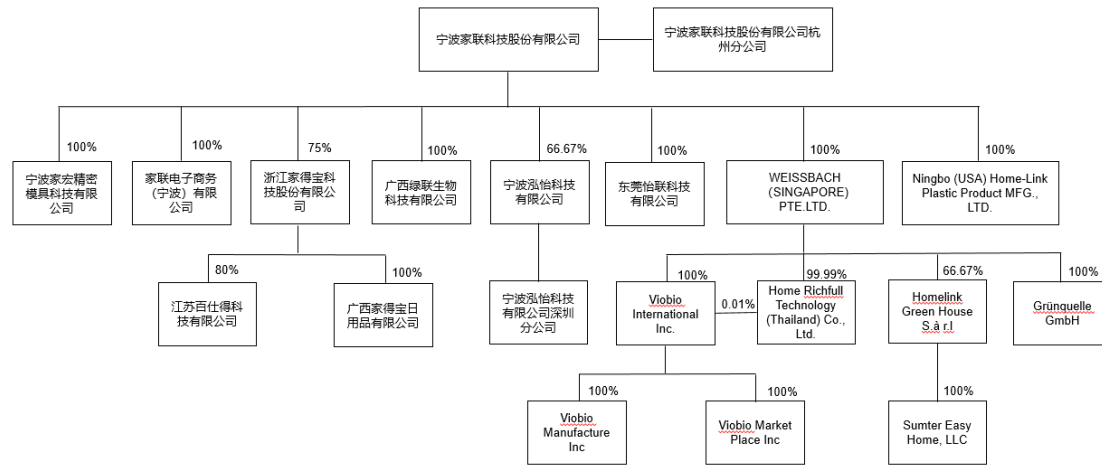 宁波家联科技股份有限公司
宁波家联科技股份有限公司杭
州分公司
100%
100%
75%
100%
66.67%
100%
100%
100%
宁波家宏精密
模具科技有限
公司
家联电子商务
（宁波）有限
公司
浙江家得宝科
技股份有限公
司
广西绿联生物
科技有限公司
宁波泓怡科技
有限公司
东莞怡联科技
有限公司
WEISSBACH
(SINGAPORE)
PTE.LTD.
Ningbo (USA) Home-Link
Plastic Product MFG.,
LTD.
80%
100%
100%
99.99%
66.67%
100%
江苏百仕得科
技有限公司
广西家得宝日
用品有限公司
宁波泓怡科技
有限公司深圳
分公司
Viobio
International
Inc.
0.01%
Home Richfull
Technology
(Thailand) Co.,
Ltd.
Homelink
Green House
S.à r.l
Grünquelle
GmbH
100%
100%
100%
Viobio
Manufacture
Inc
Viobio Market
Place Inc
Sumter Easy
Home, LLC